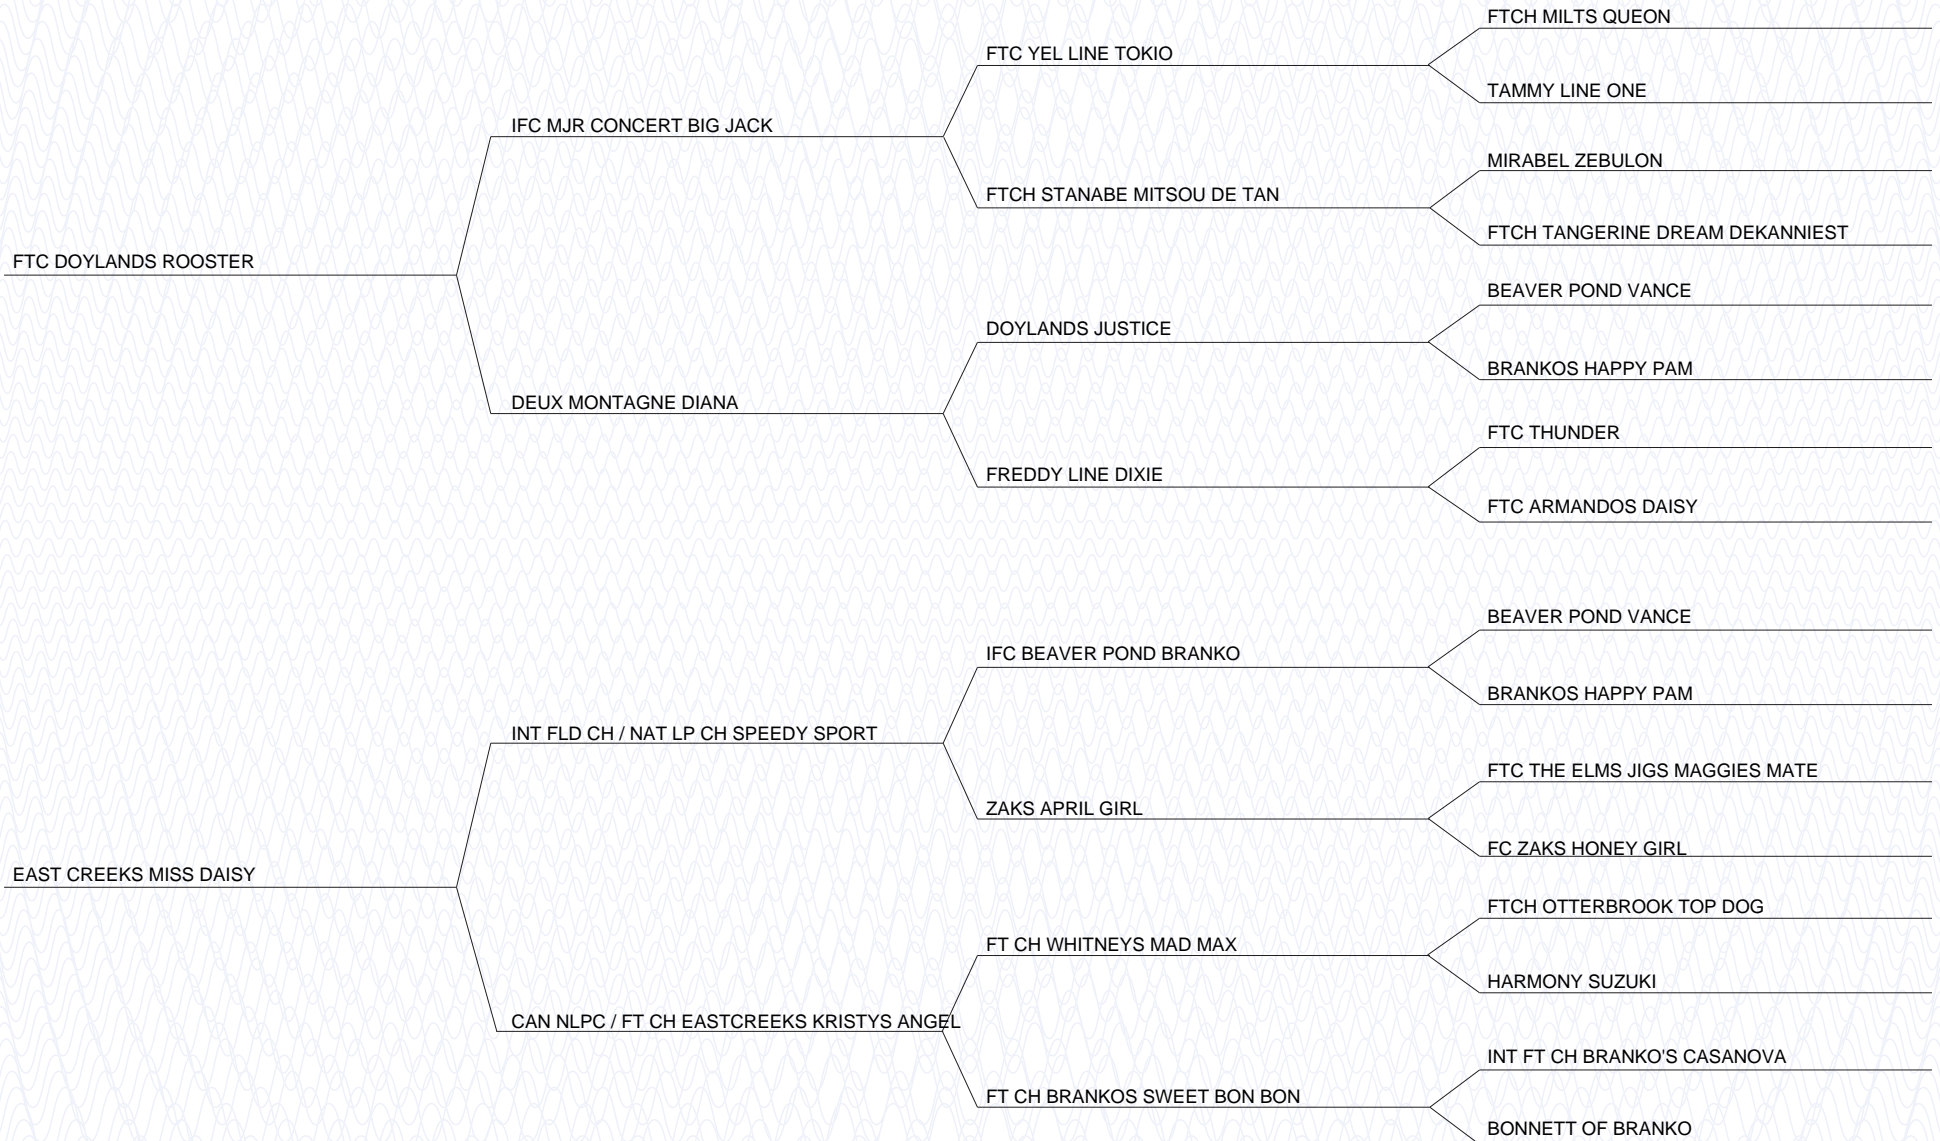 FTCH MILTS QUEON
FTC YEL LINE TOKIO
TAMMY LINE ONE
IFC MJR CONCERT BIG JACK
MIRABEL ZEBULON
FTCH STANABE MITSOU DE TAN
FTCH TANGERINE DREAM DEKANNIEST
FTC DOYLANDS ROOSTER
BEAVER POND VANCE
DOYLANDS JUSTICE
BRANKOS HAPPY PAM
DEUX MONTAGNE DIANA
FTC THUNDER
FREDDY LINE DIXIE
FTC ARMANDOS DAISY
BEAVER POND VANCE
IFC BEAVER POND BRANKO
BRANKOS HAPPY PAM
INT FLD CH / NAT LP CH SPEEDY SPORT
FTC THE ELMS JIGS MAGGIES MATE
ZAKS APRIL GIRL
FC ZAKS HONEY GIRL
EAST CREEKS MISS DAISY
FTCH OTTERBROOK TOP DOG
FT CH WHITNEYS MAD MAX
HARMONY SUZUKI
CAN NLPC / FT CH EASTCREEKS KRISTYS ANGEL
INT FT CH BRANKO'S CASANOVA
FT CH BRANKOS SWEET BON BON
BONNETT OF BRANKO